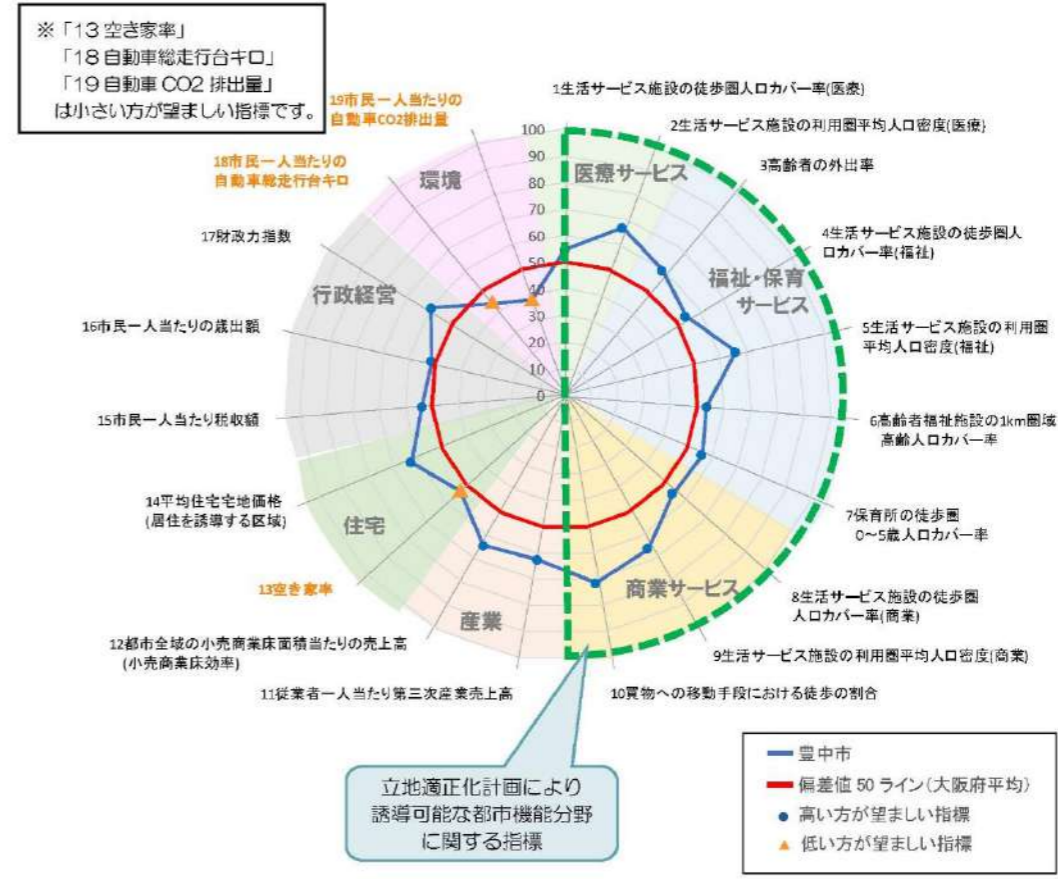 ※「13 空き家率」
「18 自動車総走行台キロ」
「19 自動車 CO2 排出量」
は小さい方が望ましい指標です。
19市民一人当たりの
自動車CO2排出量
1生活サービス施設の徒歩圏人口カバー率(医療)
2生活サービス施設の利用圏平均人口密度(医療)
3高齢者の外出率
4生活サービス施設の徒歩圏人
口カバー率(福祉)
5生活サービス施設の利用圏
平均人口密度(福祉)
6高齢者福祉施設の1km圏域
高齢人口カバー率
7保育所の徒歩圏
0～5歳人口カバー率
8生活サービス施設の徒歩圏
人口カバー率(商業)
9生活サービス施設の利用圏平均人口密度(商業)
10買物への移動手段における徒歩の割合
11従業者一人当たり第三次産業売上高
12都市全域の小売商業床面積当たりの売上高
(小売商業床効率)
13空き家率
14平均住宅宅地価格
(居住を誘導する区域)
15市民一人当たり税収額
16市民一人当たりの歳出額
17財政力指数
18市民一人当たりの
自動車総走行台キロ
100
90
80
70
60
50
40
30
20
10
0
医療サービス
福祉・保育
サービス
商業サービス
産業
住宅
行政経営
環境
立地適正化計画により
誘導可能な都市機能分野
に関する指標
豊中市
偏差値 50 ライン(大阪府平均)
高い方が望ましい指標
低い方が望ましい指標